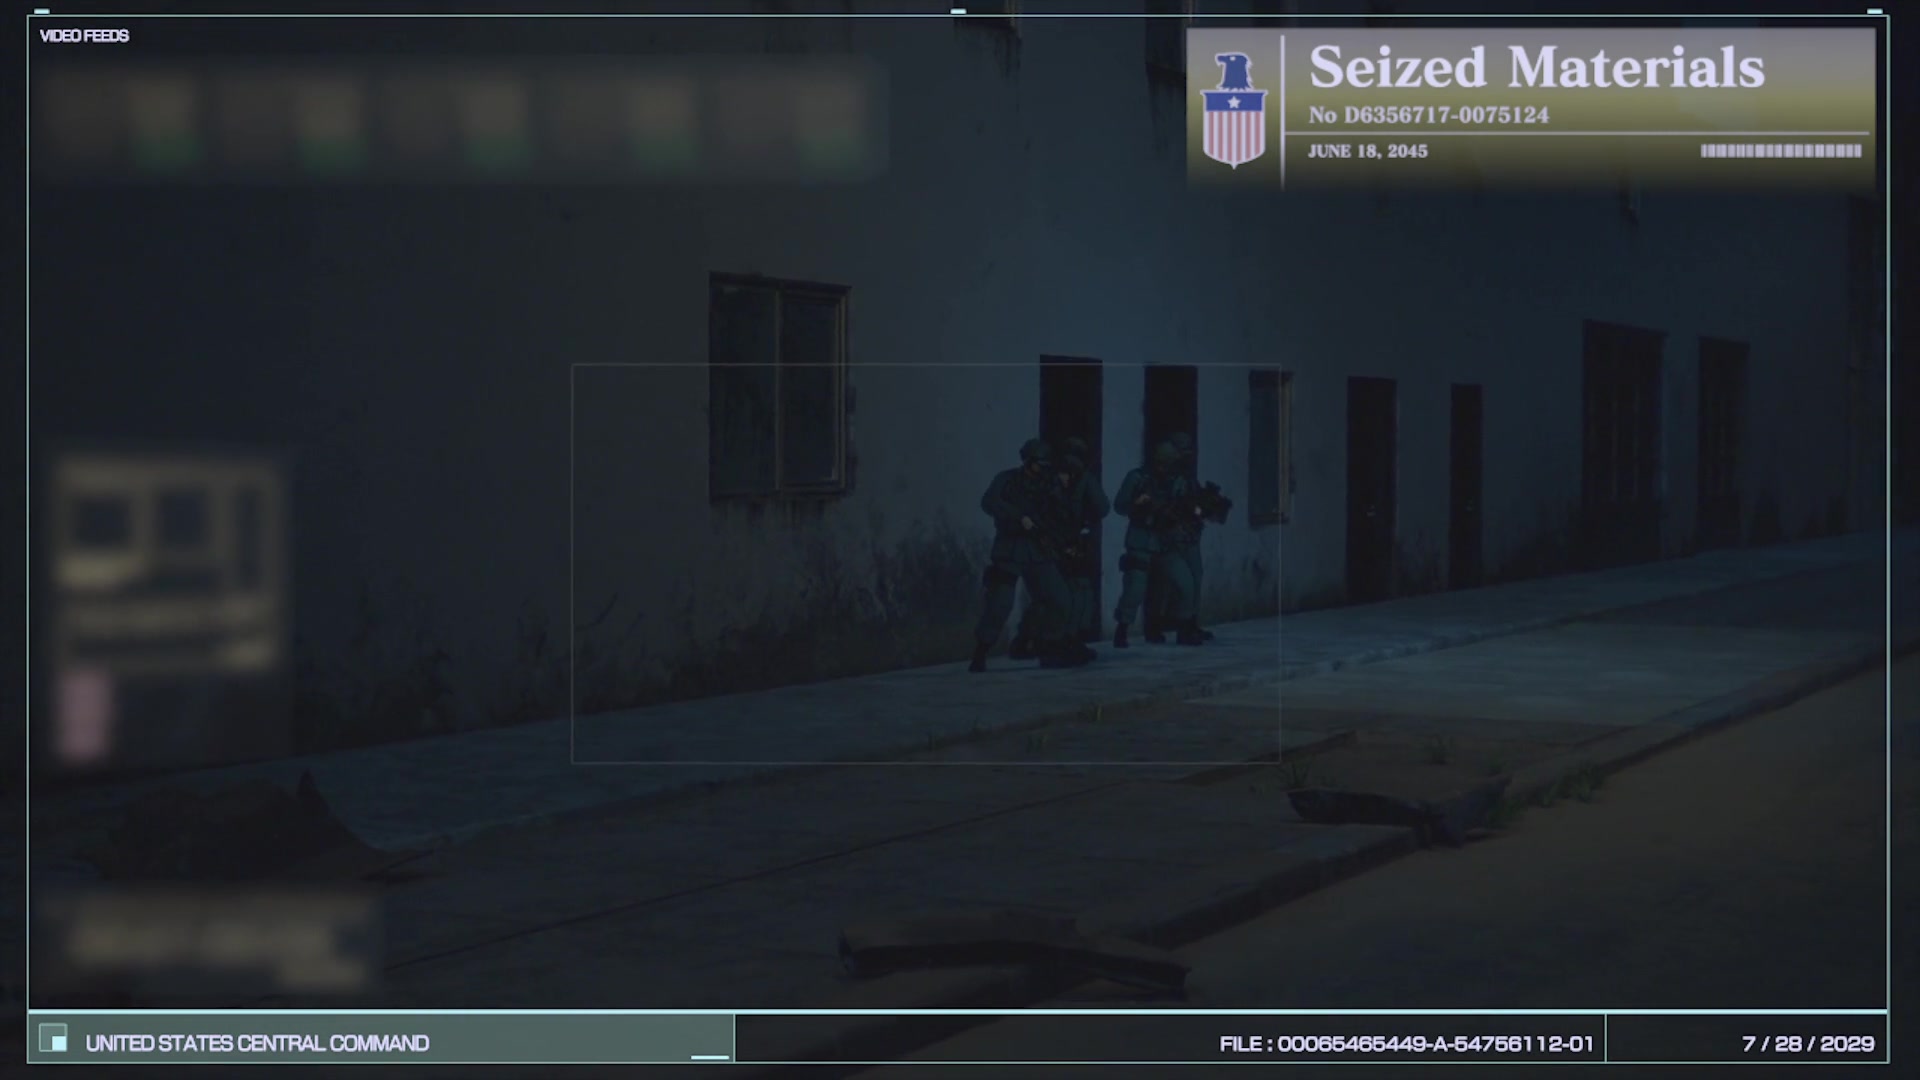 VIDEO FEEDS
Seized Materials
No D6356717-0075124
JUNE 18, 2045
UNITED STATES CENTRAL COMMAND
FILE : 00065465449-A-54756112-01
7 / 28 / 2029